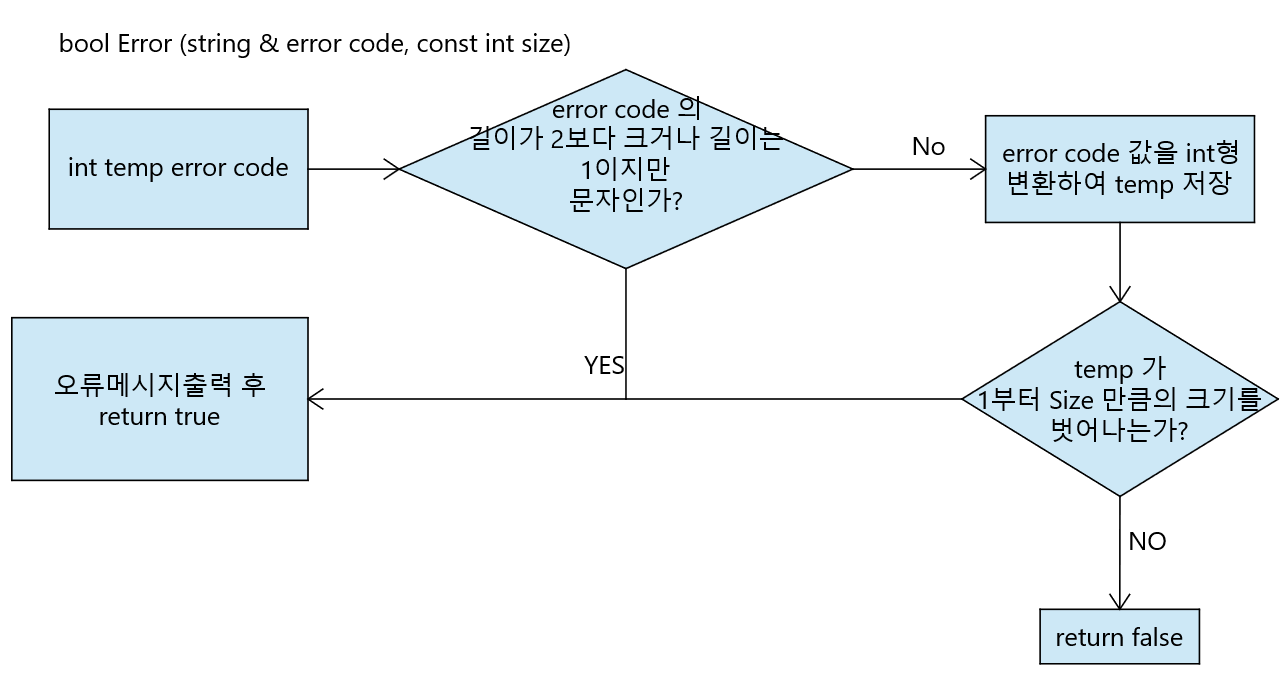 bool Error (string & error code, const int size)
int temp error code
error code 의
길이가 2보다 크거나 길이는
1이지만
문자인가?
No
error code 값을 int형
변환하여 temp 저장
YES
오류메시지출력 후
return true
temp 가
1부터 Size 만큼의 크기를
벗어나는가?
NO
return false